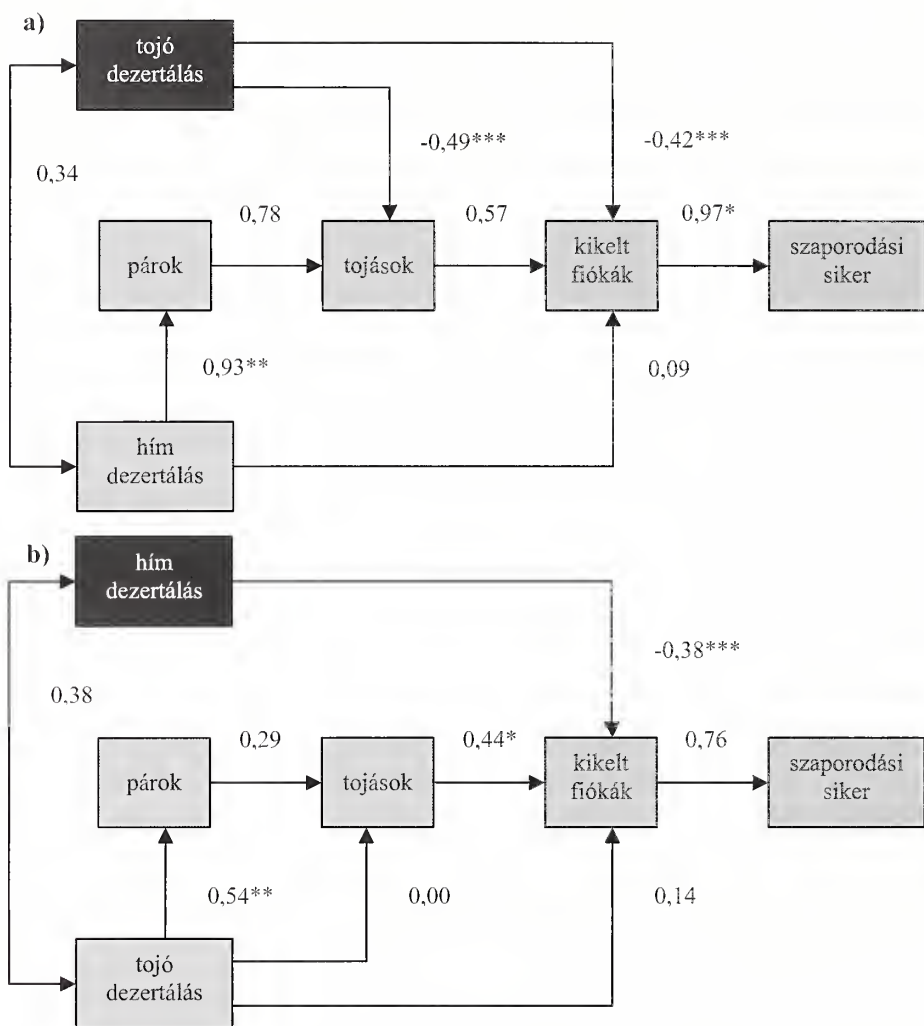 a)
tojó
dezertálás
-0,49***
-0,42***
0,34
0,78
0,57
0,97*
párok
tojások
kikelt
fiókák
szaporodási
siker
0,93**
0,09
hím
dezertálás
b)
hím
dezertálás
-0,38***
0,38
0,29
0,44*
0,76
párok
tojások
kikelt
fiókák
szaporodási
siker
0,54**
0,00
0,14
tojó
dezertálás